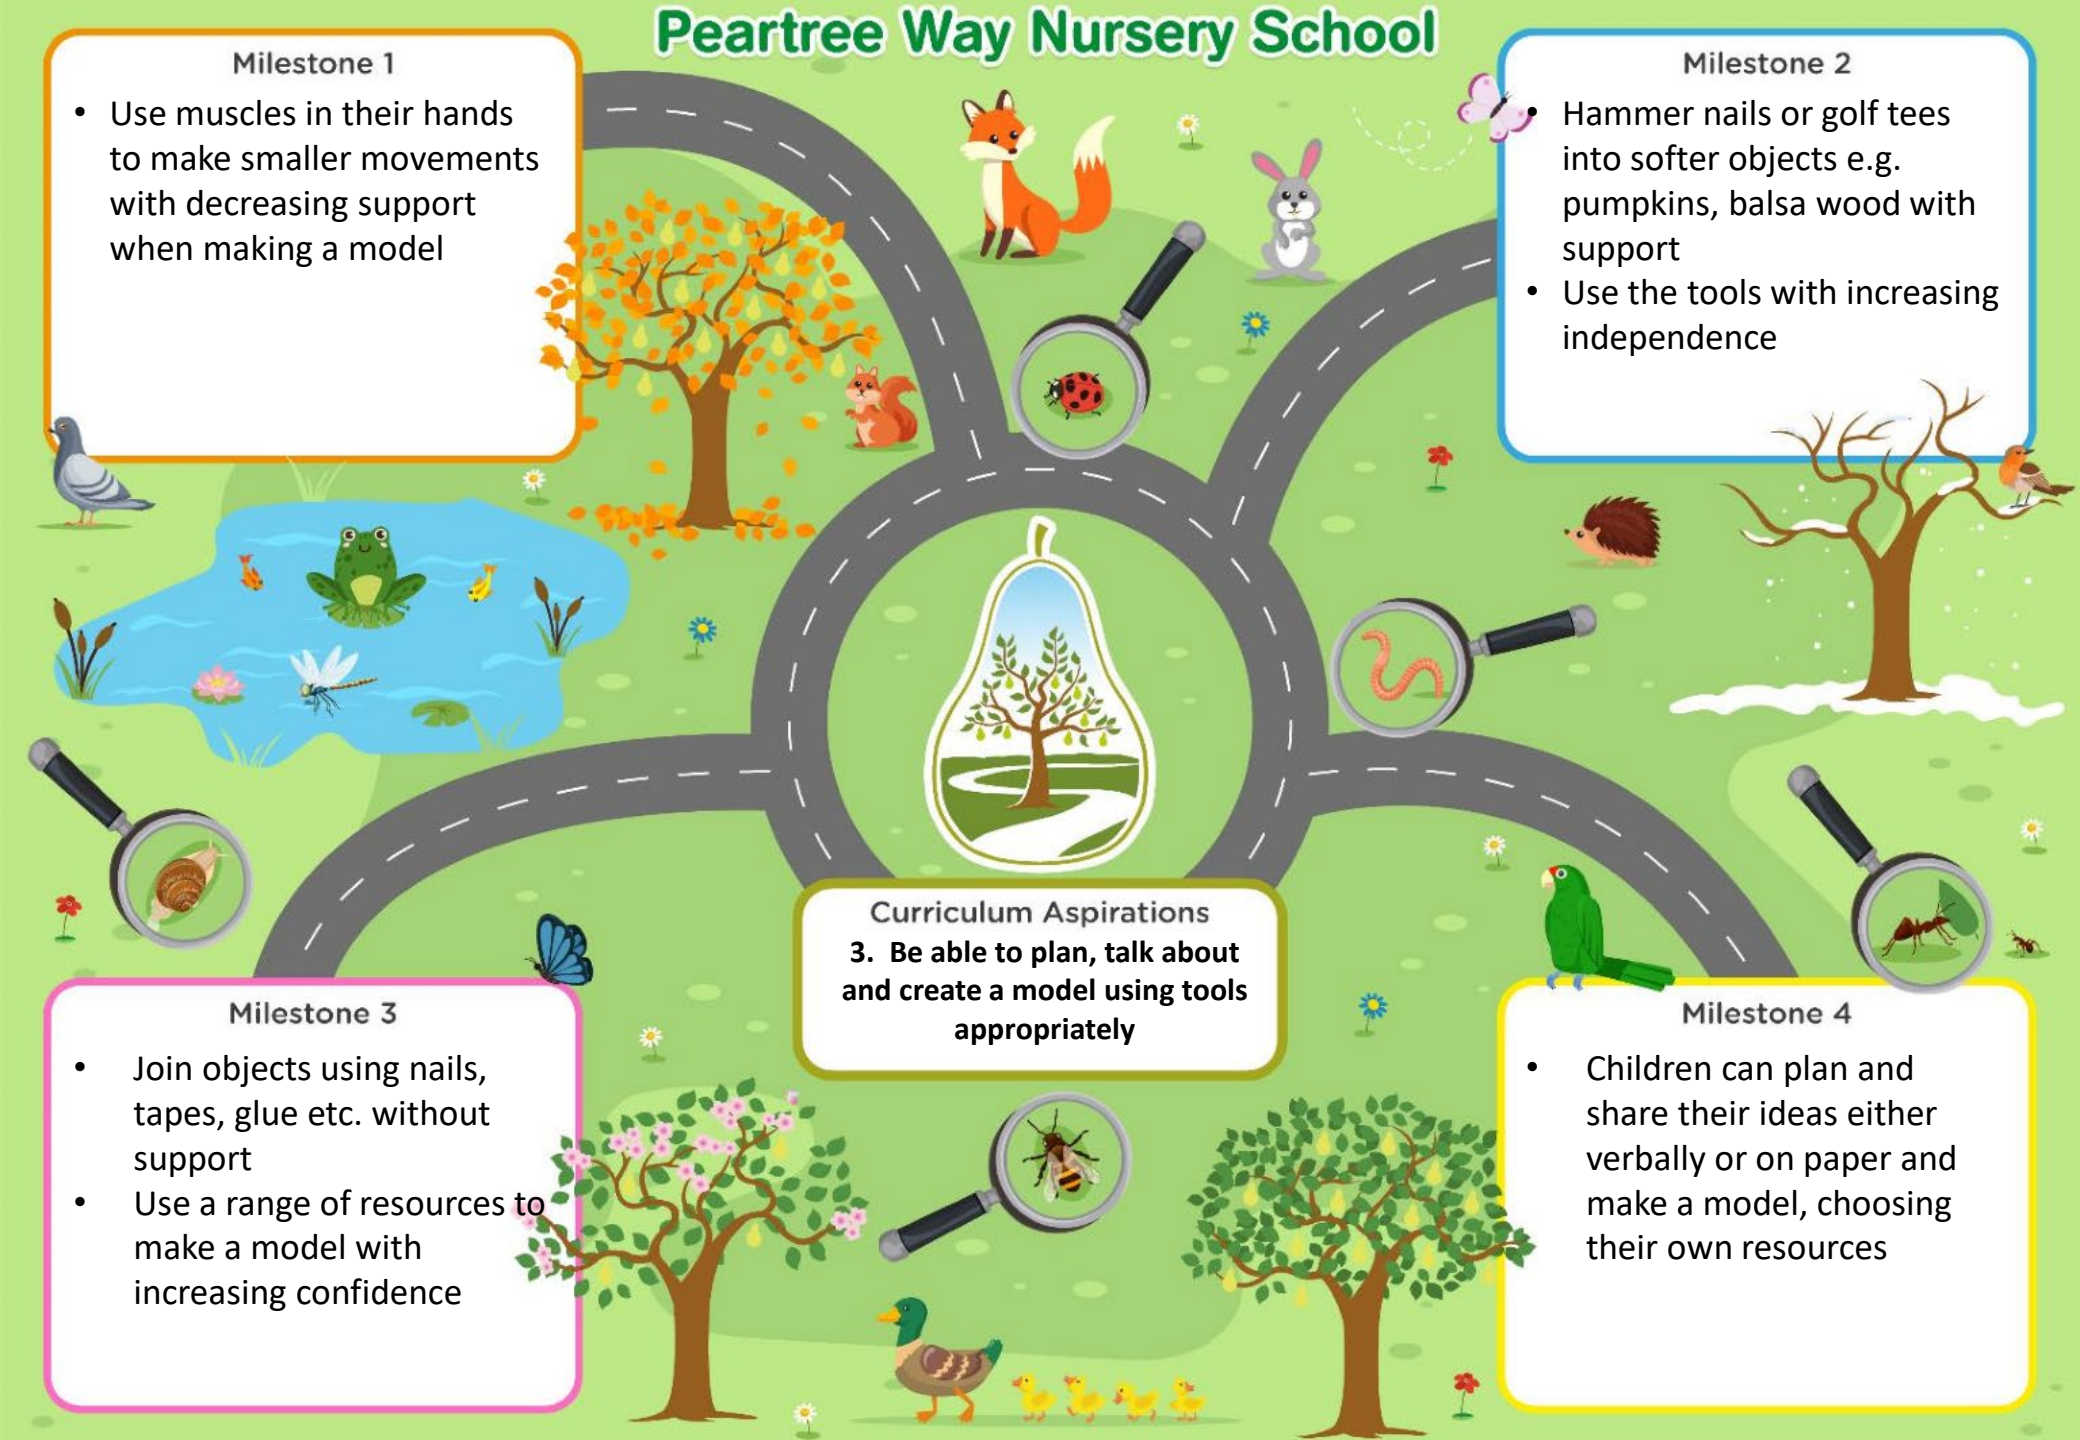 Peartree Way Nursery School
Milestone 1
• Use muscles in their hands
to make smaller movements
with decreasing support
when making a model
Milestone 2
• Hammer nails or golf tees
into softer objects e.g.
pumpkins, balsa wood with
support
• Use the tools with increasing
independence
Curriculum Aspirations
3. Be able to plan, talk about
and create a model using tools
appropriately
Milestone 3
• Join objects using nails,
tapes, glue etc. without
support
• Use a range of resources to
make a model with
increasing confidence
Milestone 4
• Children can plan and
share their ideas either
verbally or on paper and
make a model, choosing
their own resources